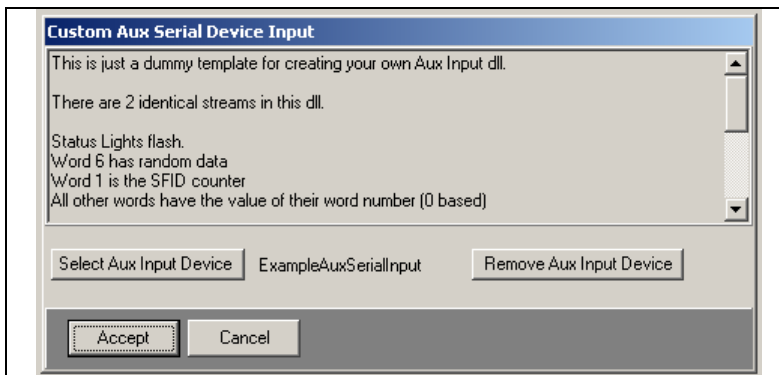 Custom Aux Serial Device Input
This is just a dummy template for creating your own Aux Input dll.
There are 2 identical streams in this dll.
Status Lights flash.
Word 6 has random data
Word 1 is the SFID counter
All other words have the value of their word number (0 based)
Select Aux Input Device ExampleAuxSerialInput Remove Aux Input Device
Accept Cancel